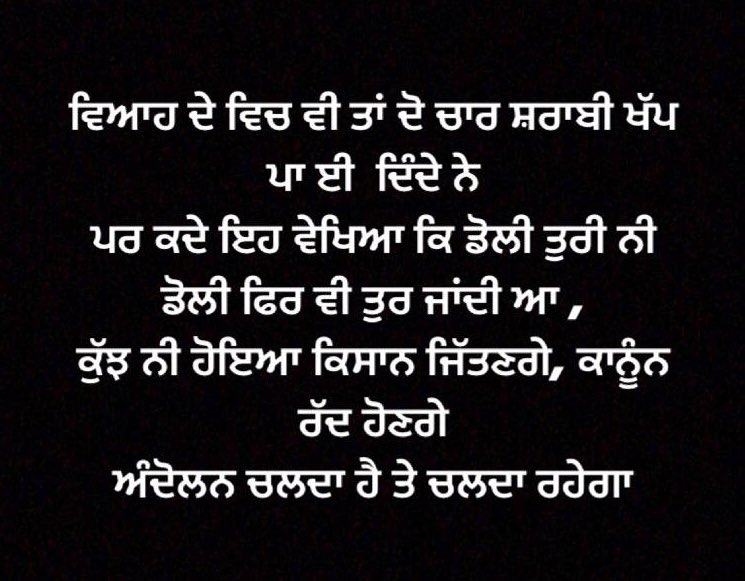 ਵਿਆਹ ਦੇ ਵਿਚ ਵੀ ਤਾਂ ਦੋ ਚਾਰ ਸ਼ਰਾਬੀ ਖੱਪ
ਪਾ ਈ ਦਿੰਦੇ ਨੇ
ਪਰ ਕਦੇ ਇਹ ਵੇਖਿਆ ਕਿ ਡੋਲੀ ਤੁਰੀ ਨੀ
ਡੋਲੀ ਫਿਰ ਵੀ ਤੁਰ ਜਾਂਦੀ ਆ ,
ਕੁੱਝ ਨੀ ਹੋਇਆ ਕਿਸਾਨ ਜਿੱਤਣਗੇ, ਕਾਨੂੰਨ
ਰੱਦ ਹੋਣਗੇ
ਅੰਦੋਲਨ ਚਲਦਾ ਹੈ ਤੇ ਚਲਦਾ ਰਹੇਗਾ